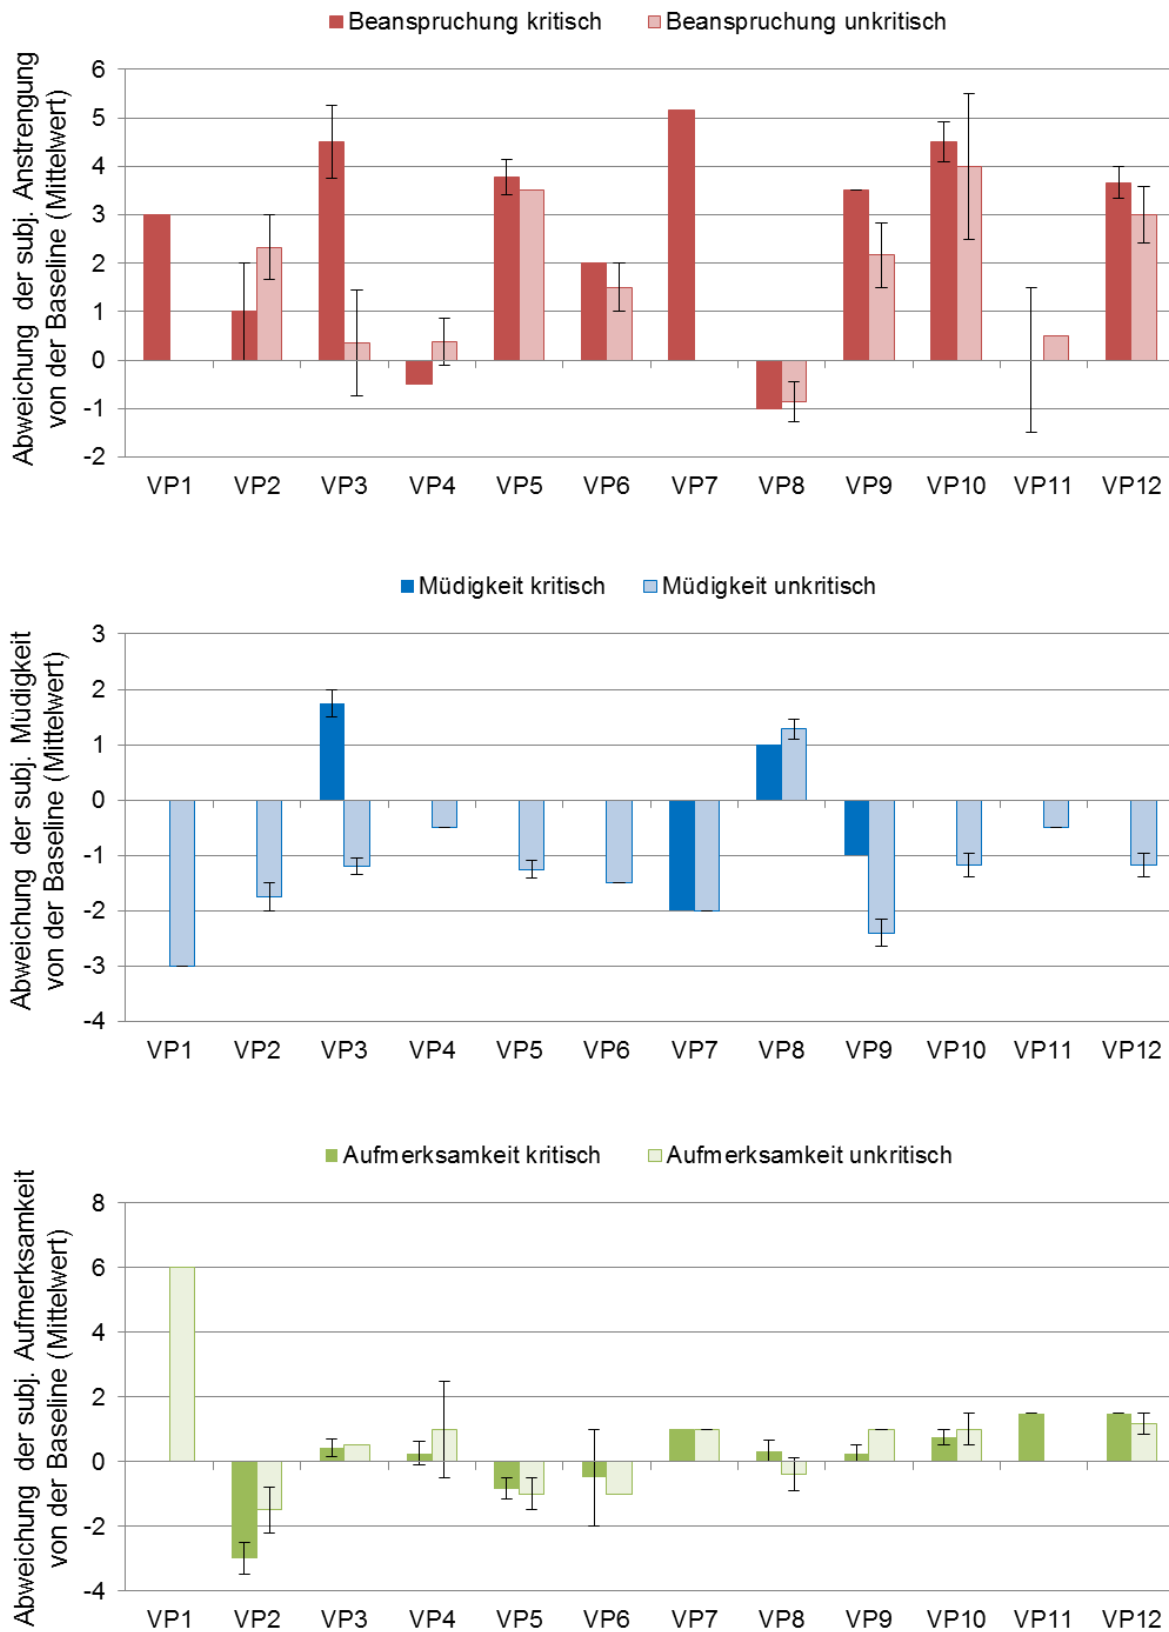 Beanspruchung kritisch Beanspruchung unkritisch
Abweichung der subj. Anstrengung
von der Baseline (Mittelwert)
6
5
4
3
2
1
0
-1
-2
VP1 VP2 VP3 VP4 VP5 VP6 VP7 VP8 VP9 VP10 VP11 VP12
Müdigkeit kritisch Müdigkeit unkritisch
Abweichung der subj. Müdigkeit
von der Baseline (Mittelwert)
3
2
1
0
-1
-2
-3
-4
VP1 VP2 VP3 VP4 VP5 VP6 VP7 VP8 VP9 VP10 VP11 VP12
Aufmerksamkeit kritisch Aufmerksamkeit unkritisch
Abweichung der subj. Aufmerksamkeit
von der Baseline (Mittelwert)
8
6
4
2
0
-2
-4
VP1 VP2 VP3 VP4 VP5 VP6 VP7 VP8 VP9 VP10 VP11 VP12